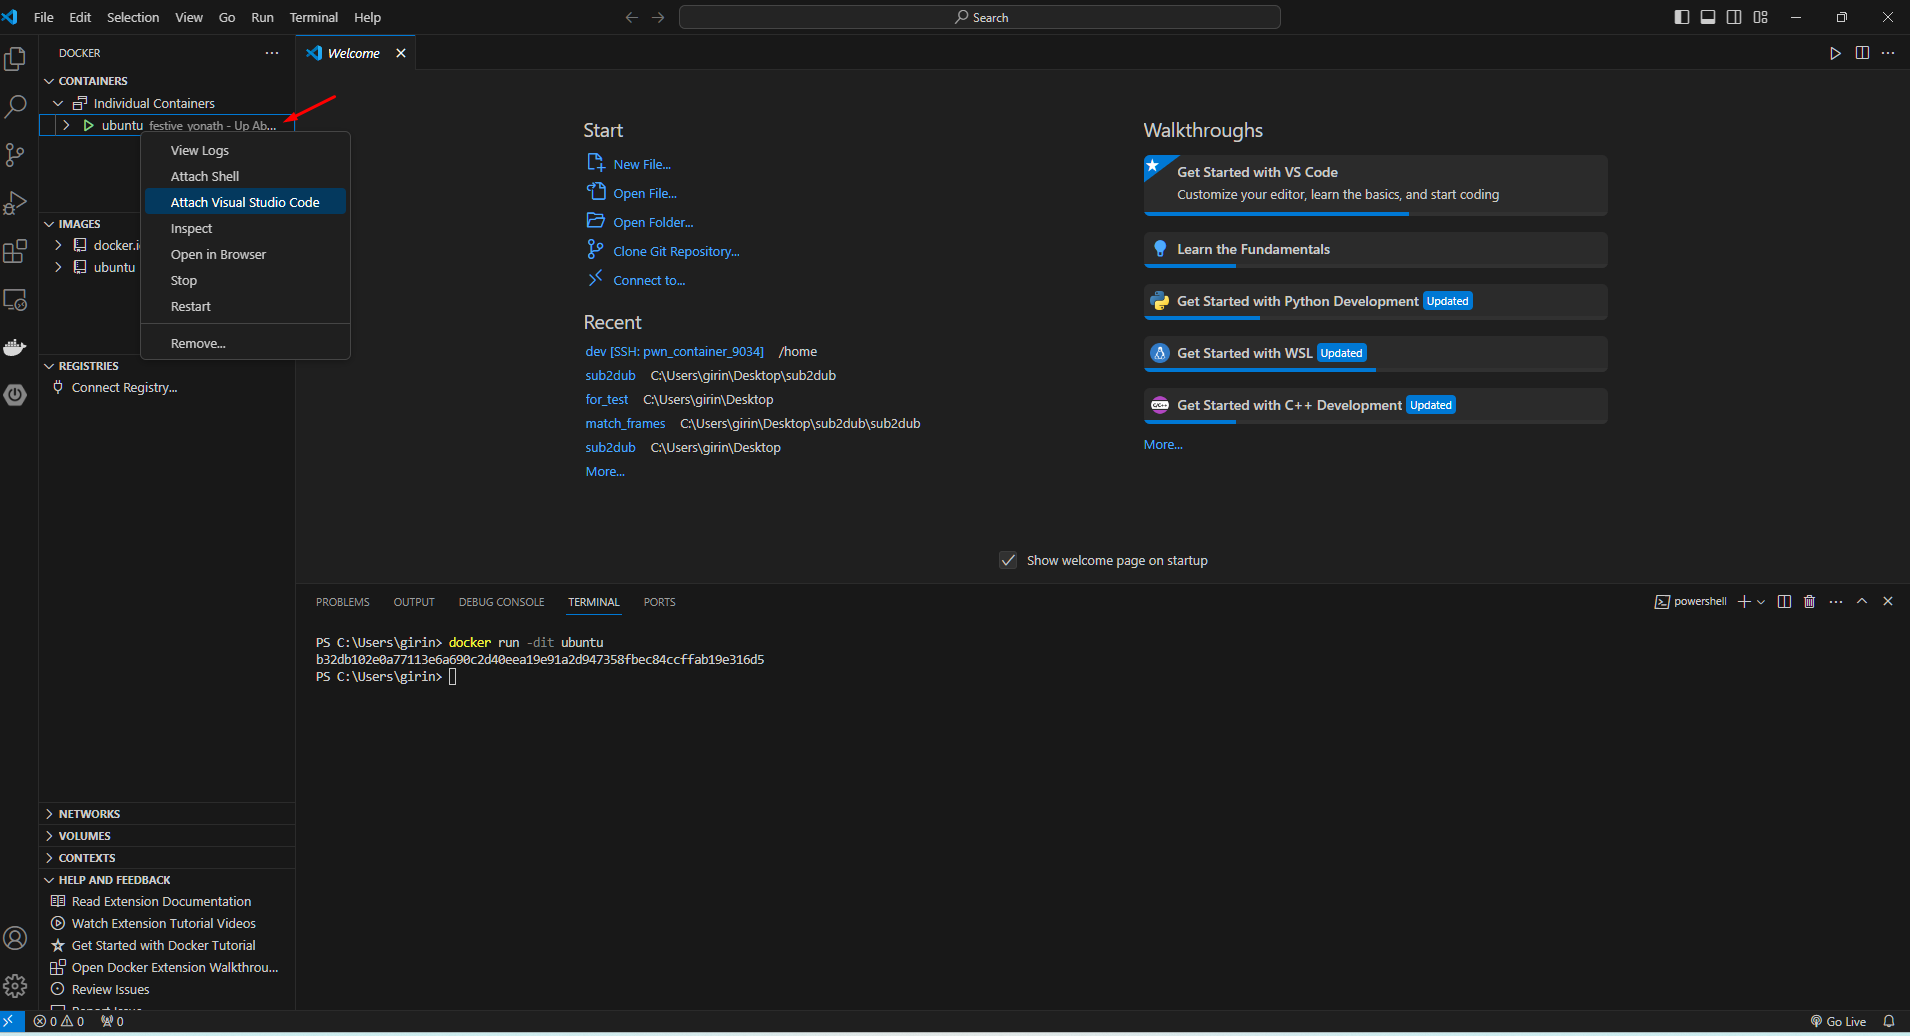 File Edit Selection View Go Run Terminal Help
Search
DOCKER
CONTAINERS
Individual Containers
ubuntu festive_yonath - Up Ab...
View Logs
Attach Shell
Attach Visual Studio Code
Inspect
Open in Browser
Stop
Restart
Remove...
IMAGES
docker.i
ubuntu
REGISTRIES
Connect Registry...
NETWORKS
VOLUMES
CONTEXTS
HELP AND FEEDBACK
Read Extension Documentation
Watch Extension Tutorial Videos
Get Started with Docker Tutorial
Open Docker Extension Walkthrou...
Review Issues
Welcome
Start
New File...
Open File...
Open Folder...
Clone Git Repository...
Connect to...
Recent
dev [SSH: pwn_container_9034] /home
sub2dub C:\Users\girin\Desktop\sub2dub
for_test C:\Users\girin\Desktop
match_frames C:\Users\girin\Desktop\sub2dub\sub2dub
sub2dub C:\Users\girin\Desktop
More...
Walkthroughs
Get Started with VS Code
Customize your editor, learn the basics, and start coding
Learn the Fundamentals
Get Started with Python Development Updated
Get Started with WSL Updated
C/C++ Get Started with C++ Development Updated
More...
Show welcome page on startup
PROBLEMS OUTPUT DEBUG CONSOLE TERMINAL PORTS
powershell
PS C:\Users\girin> docker run -dit ubuntu
b32db102e0a77113e6a690c2d40eea19e91a2d947358fbec84ccffab19e316d5
PS C:\Users\girin>
0 0 0
Go Live